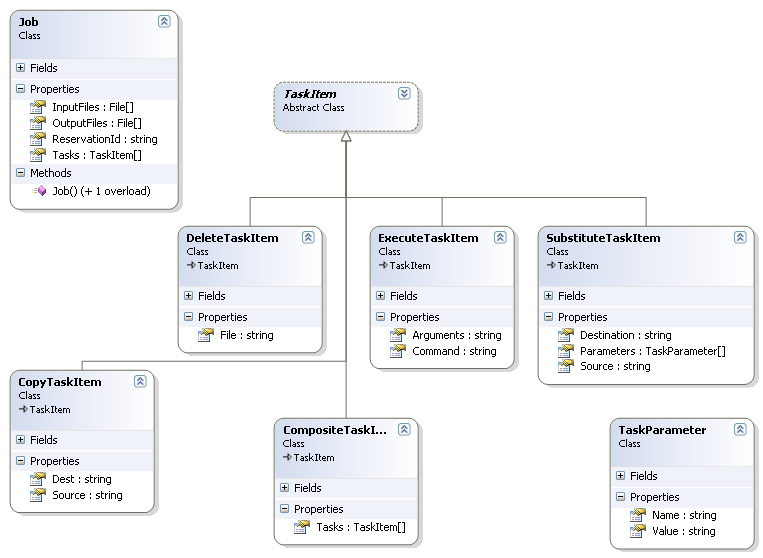 Job
Class
Fields
Properties
InputFiles : File[]
OutputFiles : File[]
ReservationId : string
Tasks : TaskItem[]
Methods
Job() (+ 1 overload)
TaskItem
Abstract Class
DeleteTaskItem
Class
TaskItem
Fields
Properties
File : string
ExecuteTaskItem
Class
TaskItem
Fields
Properties
Arguments : string
Command : string
SubstituteTaskItem
Class
TaskItem
Fields
Properties
Destination : string
Parameters : TaskParameter[]
Source : string
CopyTaskItem
Class
TaskItem
Fields
Properties
Dest : string
Source : string
CompositeTaskI...
Class
TaskItem
Fields
Properties
Tasks : TaskItem[]
TaskParameter
Class
Fields
Properties
Name : string
Value : string